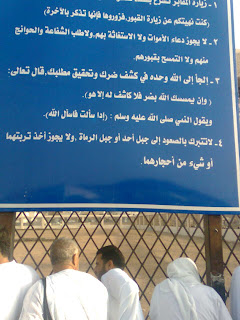 ١ - زيارة المقابر تشرع
(كنت نهيتكم عن زيارة القبور، فزوروها فإنها تذكر بالآخرة)
٢ - لا يجوز دعاء الأموات ولا الاستغاثة بهم، ولا طلب الشفاعة والحوائج
منهم ولا التمسح بقبورهم.
٣ - إلجأ إلى الله وحده في كشف ضرك وتحقيق مطلبك، قال تعالى:
( وإن يمسسك الله بضر فلا كاشف له إلا هو ) .
ويقول النبي صلى الله عليه وسلم : (إذا سألت فاسأل الله).
٤ - لا تتبرك بالصعود إلى جبل أحد أو جبل الرماة ، ولا يجوز أخذ تربتهما
أو شيء من أحجارهما.